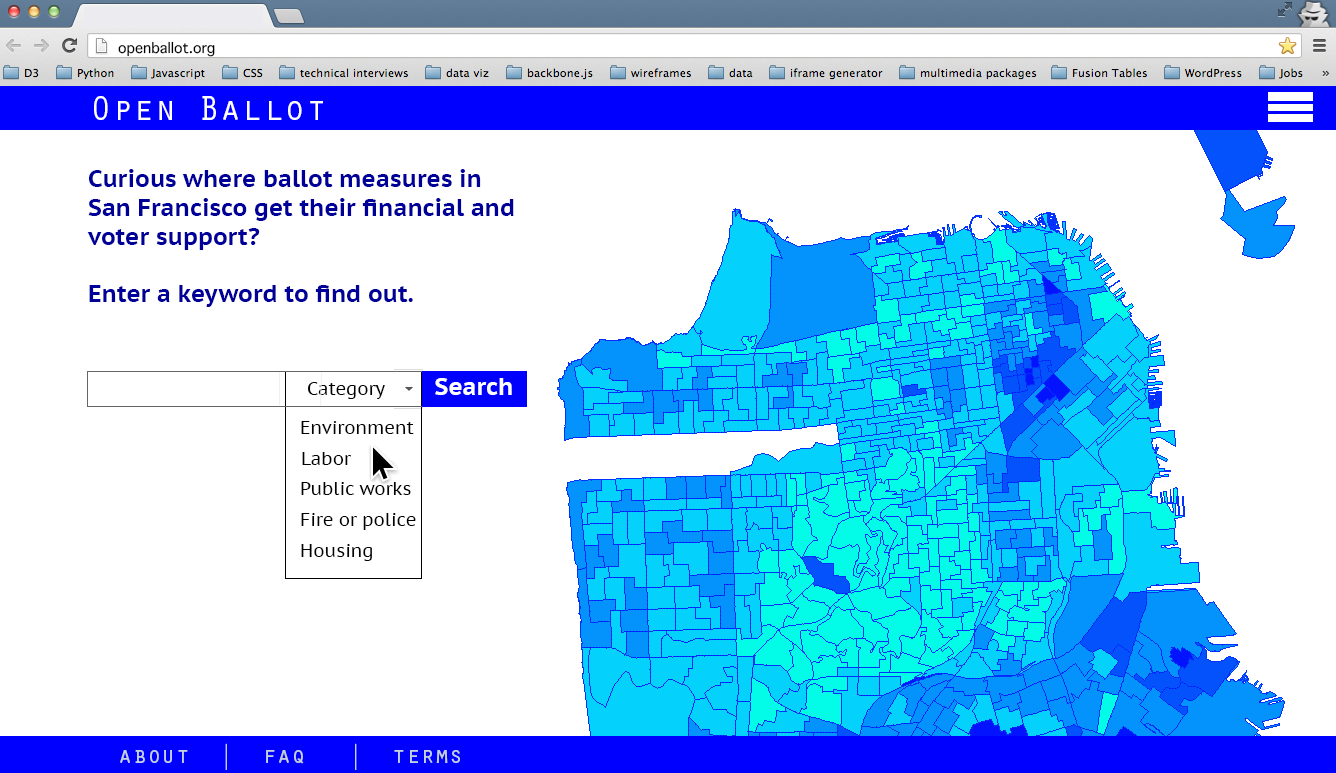 openballot.org
D3 Python Javascript CSS technical interviews data viz backbone.js wireframes data iframe generator multimedia packages Fusion Tables WordPress Jobs »
OPEN BALLOT
Curious where ballot measures in
San Francisco get their financial and
voter support?
Enter a keyword to find out.
Category Search
Environment
Labor
Public works
Fire or police
Housing
ABOUT | FAQ | TERMS